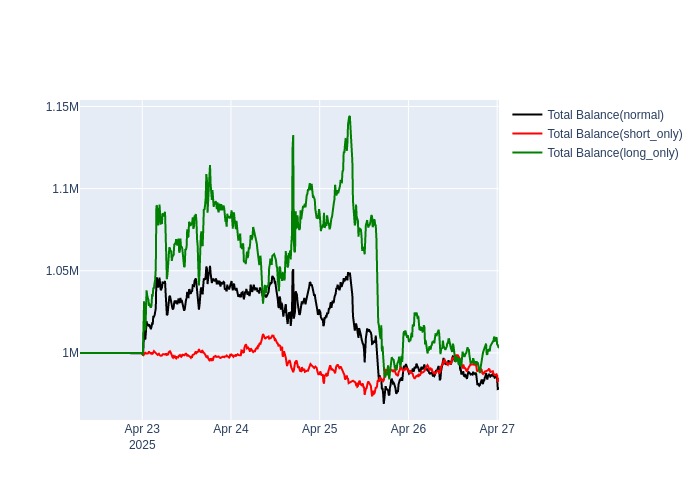 1.15M
1.1M
1.05M
1M
Apr 23
2025
Apr 24
Apr 25
Apr 26
Apr 27
Total Balance(normal)
Total Balance(short_only)
Total Balance(long_only)